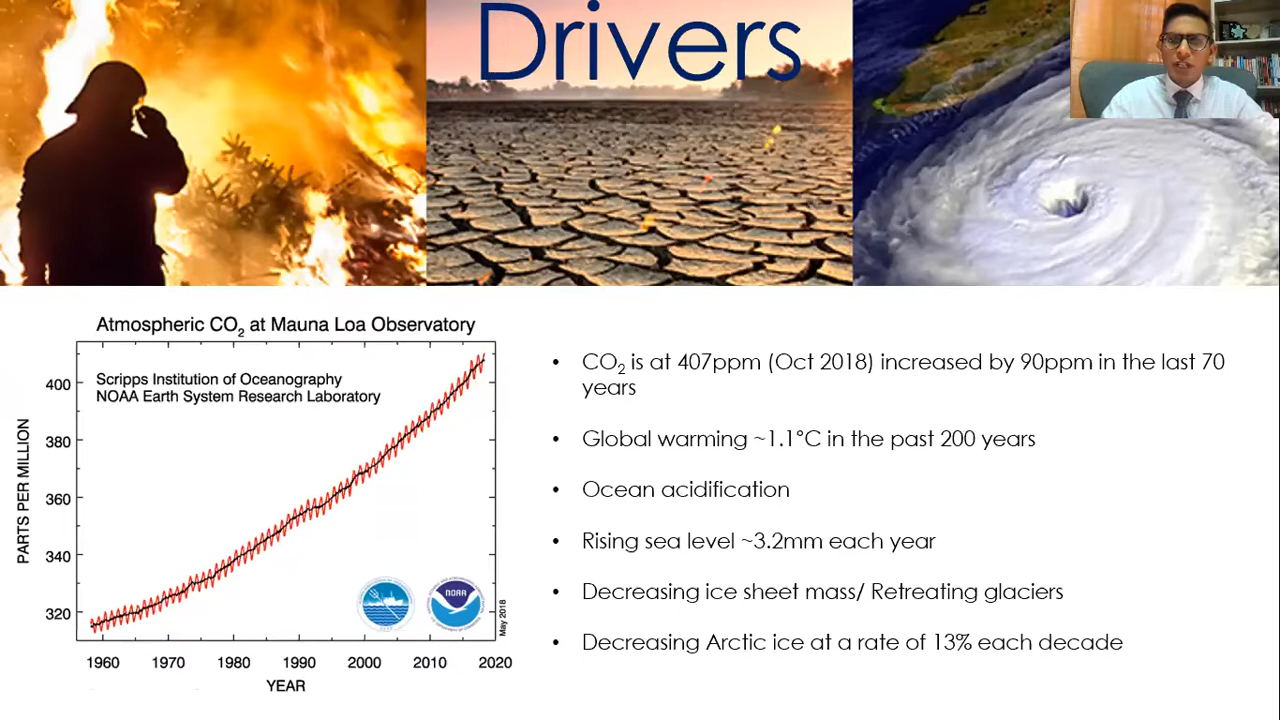 Drivers
Atmospheric CO₂ at Mauna Loa Observatory
Scripps Institution of Oceanography
NOAA Earth System Research Laboratory
PARTS PER MILLION
400
380
360
340
320
NOAA
May 2018
1960 1970 1980 1990 2000 2010 2020
YEAR
• CO₂ is at 407ppm (Oct 2018) increased by 90ppm in the last 70
years
• Global warming ~1.1°C in the past 200 years
• Ocean acidification
• Rising sea level ~3.2mm each year
• Decreasing ice sheet mass/ Retreating glaciers
• Decreasing Arctic ice at a rate of 13% each decade